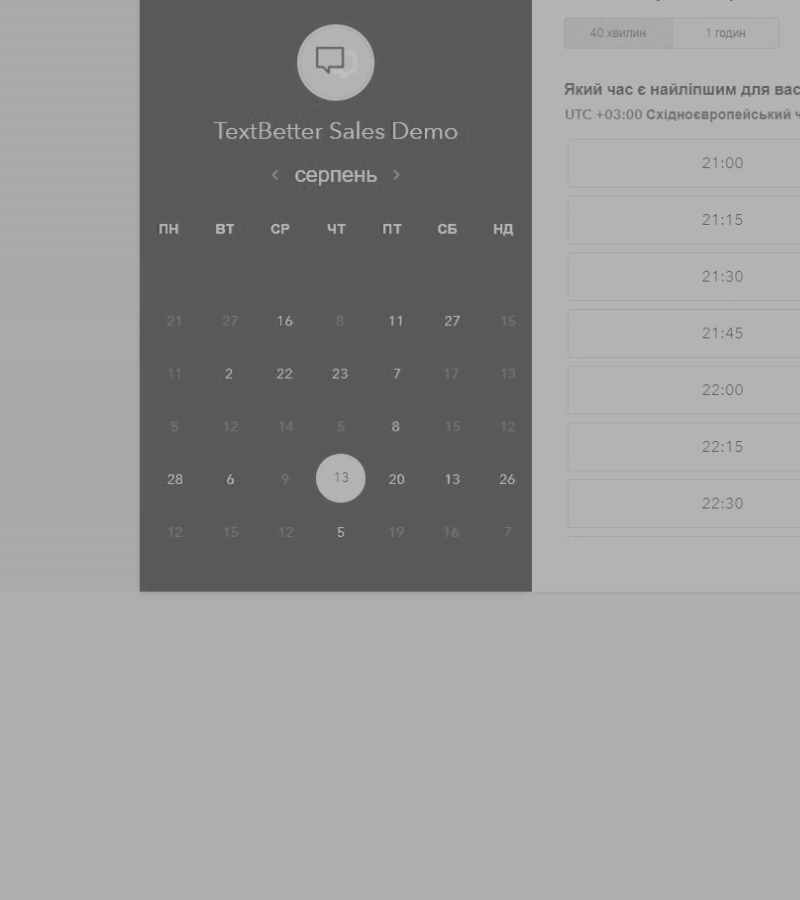 40 хвилин 1 годин
TextBetter Sales Demo
серпень
ПН ВТ СР ЧТ ПТ СБ НД
21 27 16 8 11 27 15
11 2 22 23 7 17 13
5 12 14 5 8 15 12
28 6 9 13 20 13 26
12 15 12 5 19 16 7
Який час є найліпшим для вас
UTC +03:00 Східноєвропейський ч
21:00
21:15
21:30
21:45
22:00
22:15
22:30